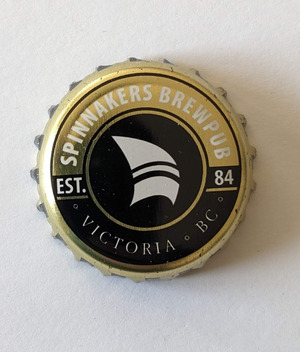 SPINNAKERS BREWPUB
EST. 84
◦ VICTORIA ◦ BC ◦